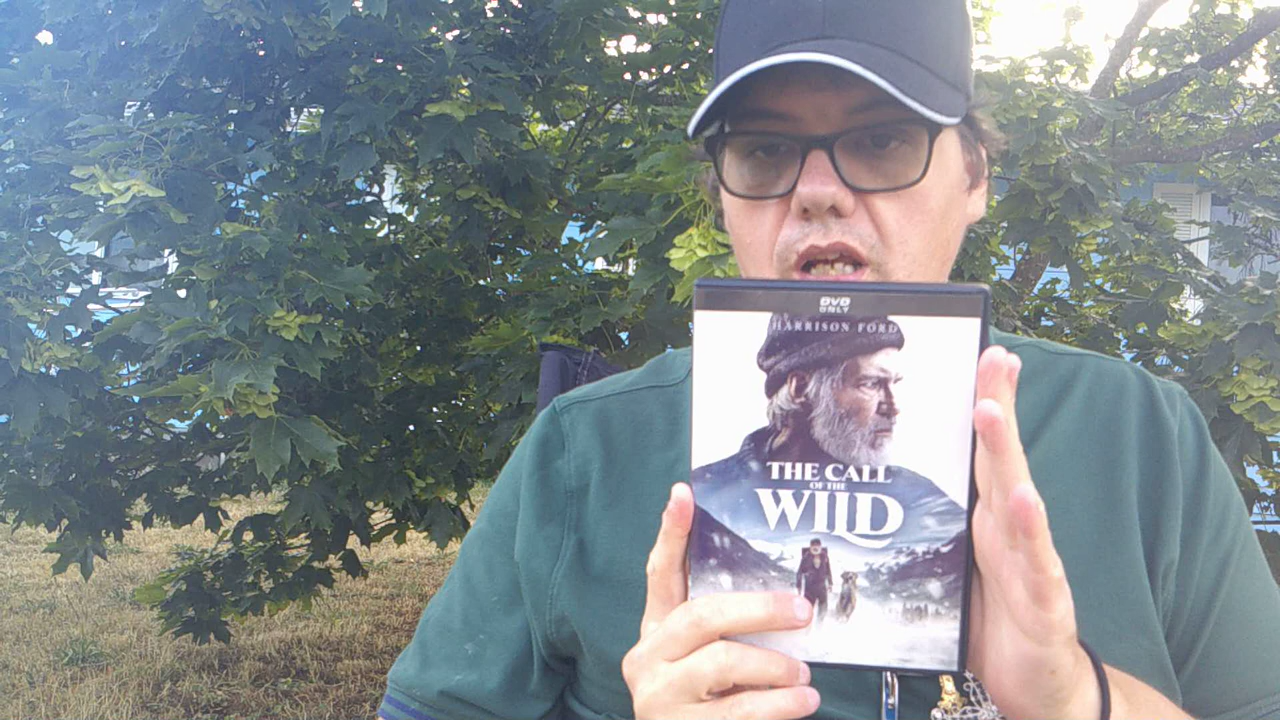 DVD
ONLY
HARRISON FORD
THE CALL
OF THE
WILD